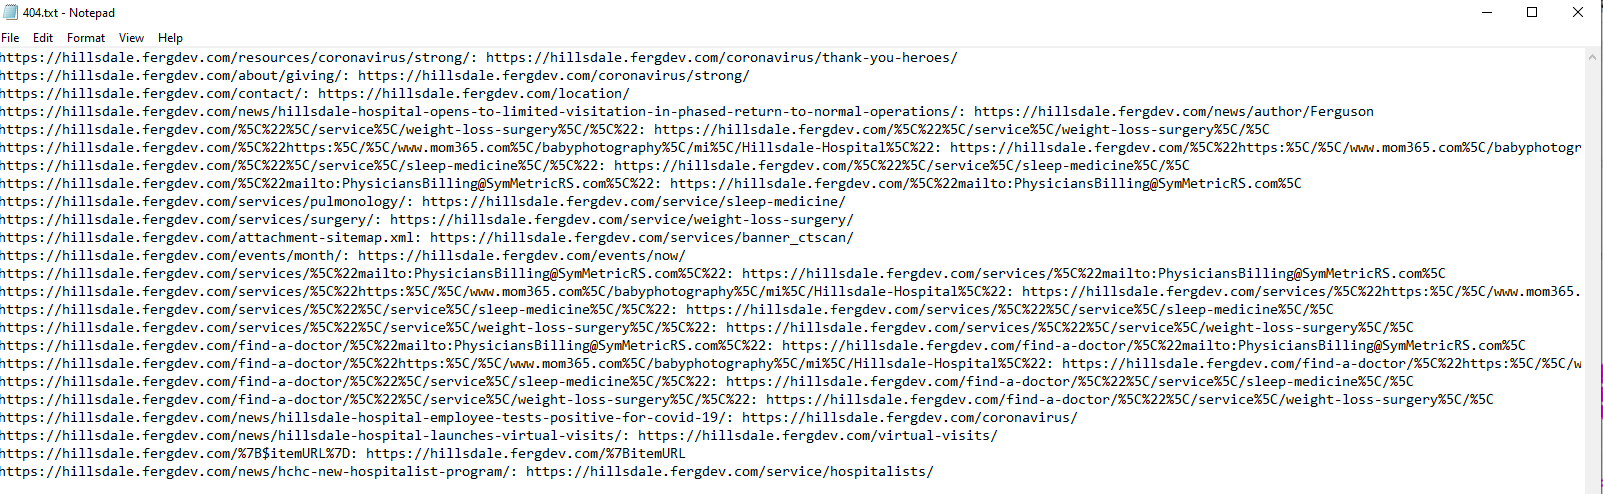 404.txt - Notepad
File Edit Format View Help
https://hillsdale.fergdev.com/resources/coronavirus/strong/: https://hillsdale.fergdev.com/coronavirus/thank-you-heroes/
https://hillsdale.fergdev.com/about/giving/: https://hillsdale.fergdev.com/coronavirus/strong/
https://hillsdale.fergdev.com/contact/: https://hillsdale.fergdev.com/location/
https://hillsdale.fergdev.com/news/hillsdale-hospital-opens-to-limited-visitation-in-phased-return-to-normal-operations/: https://hillsdale.fergdev.com/news/author/Ferguson
https://hillsdale.fergdev.com/%5C%22%5C/service%5C/weight-loss-surgery%5C/%5C%22: https://hillsdale.fergdev.com/%5C%22%5C/service%5C/weight-loss-surgery%5C/%5C
https://hillsdale.fergdev.com/%5C%22https:%5C/%5C/www.mom365.com%5C/babyphotography%5C/mi%5C/Hillsdale-Hospital%5C%22: https://hillsdale.fergdev.com/%5C%22https:%5C/%5C/www.mom365.com%5C/babyphotogr
https://hillsdale.fergdev.com/%5C%22%5C/service%5C/sleep-medicine%5C/%5C%22: https://hillsdale.fergdev.com/%5C%22%5C/service%5C/sleep-medicine%5C/%5C
https://hillsdale.fergdev.com/%5C%22mailto:PhysiciansBilling@SymMetricRS.com%5C%22: https://hillsdale.fergdev.com/%5C%22mailto:PhysiciansBilling@SymMetricRS.com%5C
https://hillsdale.fergdev.com/services/pulmonology/: https://hillsdale.fergdev.com/service/sleep-medicine/
https://hillsdale.fergdev.com/services/surgery/: https://hillsdale.fergdev.com/service/weight-loss-surgery/
https://hillsdale.fergdev.com/attachment-sitemap.xml: https://hillsdale.fergdev.com/services/banner_ctscan/
https://hillsdale.fergdev.com/events/month/: https://hillsdale.fergdev.com/events/now/
https://hillsdale.fergdev.com/services/%5C%22mailto:PhysiciansBilling@SymMetricRS.com%5C%22: https://hillsdale.fergdev.com/services/%5C%22mailto:PhysiciansBilling@SymMetricRS.com%5C
https://hillsdale.fergdev.com/services/%5C%22https:%5C/%5C/www.mom365.com%5C/babyphotography%5C/mi%5C/Hillsdale-Hospital%5C%22: https://hillsdale.fergdev.com/services/%5C%22https:%5C/%5C/www.mom365.
https://hillsdale.fergdev.com/services/%5C%22%5C/service%5C/sleep-medicine%5C/%5C%22: https://hillsdale.fergdev.com/services/%5C%22%5C/service%5C/sleep-medicine%5C/%5C
https://hillsdale.fergdev.com/services/%5C%22%5C/service%5C/weight-loss-surgery%5C/%5C%22: https://hillsdale.fergdev.com/services/%5C%22%5C/service%5C/weight-loss-surgery%5C/%5C
https://hillsdale.fergdev.com/find-a-doctor/%5C%22mailto:PhysiciansBilling@SymMetricRS.com%5C%22: https://hillsdale.fergdev.com/find-a-doctor/%5C%22mailto:PhysiciansBilling@SymMetricRS.com%5C
https://hillsdale.fergdev.com/find-a-doctor/%5C%22https:%5C/%5C/www.mom365.com%5C/babyphotography%5C/mi%5C/Hillsdale-Hospital%5C%22: https://hillsdale.fergdev.com/find-a-doctor/%5C%22https:%5C/%5C/w
https://hillsdale.fergdev.com/find-a-doctor/%5C%22%5C/service%5C/sleep-medicine%5C/%5C%22: https://hillsdale.fergdev.com/find-a-doctor/%5C%22%5C/service%5C/sleep-medicine%5C/%5C
https://hillsdale.fergdev.com/find-a-doctor/%5C%22%5C/service%5C/weight-loss-surgery%5C/%5C%22: https://hillsdale.fergdev.com/find-a-doctor/%5C%22%5C/service%5C/weight-loss-surgery%5C/%5C
https://hillsdale.fergdev.com/news/hillsdale-hospital-employee-tests-positive-for-covid-19/: https://hillsdale.fergdev.com/coronavirus/
https://hillsdale.fergdev.com/news/hillsdale-hospital-launches-virtual-visits/: https://hillsdale.fergdev.com/virtual-visits/
https://hillsdale.fergdev.com/%7B$itemURL%7D: https://hillsdale.fergdev.com/%7BitemURL
https://hillsdale.fergdev.com/news/hchc-new-hospitalist-program/: https://hillsdale.fergdev.com/service/hospitalists/